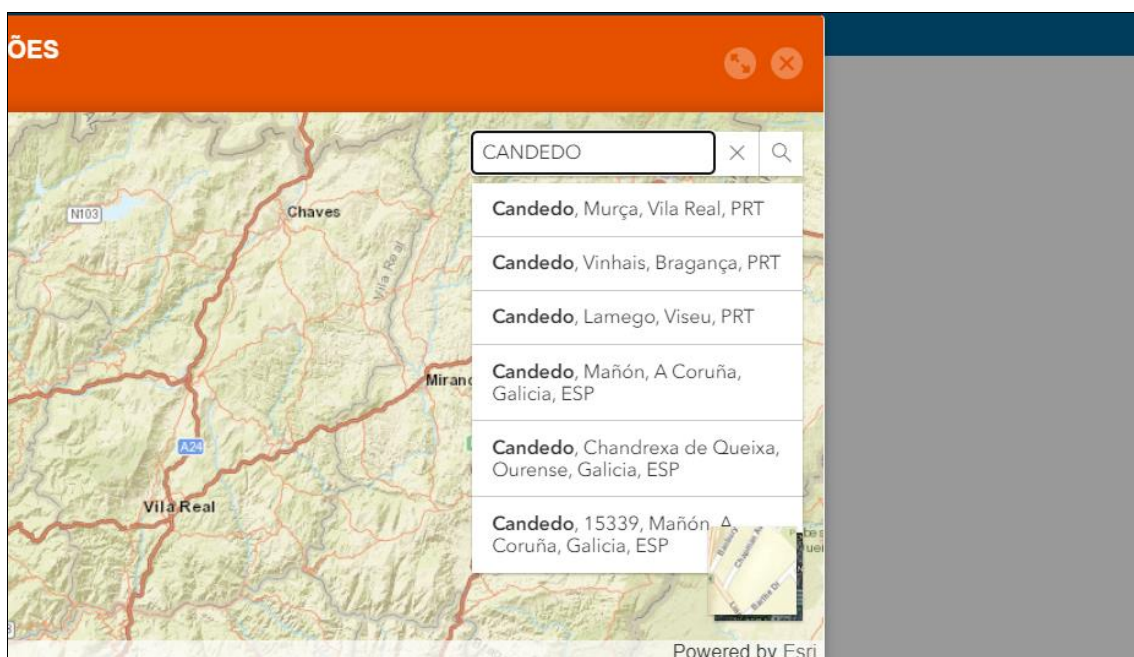 ÕES
CANDEDO
N103
Chaves
Vila Real
Candedo, Murça, Vila Real, PRT
Candedo, Vinhais, Bragança, PRT
Candedo, Lamego, Viseu, PRT
Miran
Candedo, Mañón, A Coruña,
Galicia, ESP
A24
Candedo, Chandrexa de Queixa,
Ourense, Galicia, ESP
Vila Real
Candedo, 15339, Mañón, A
Coruña, Galicia, ESP
Powered by Esri